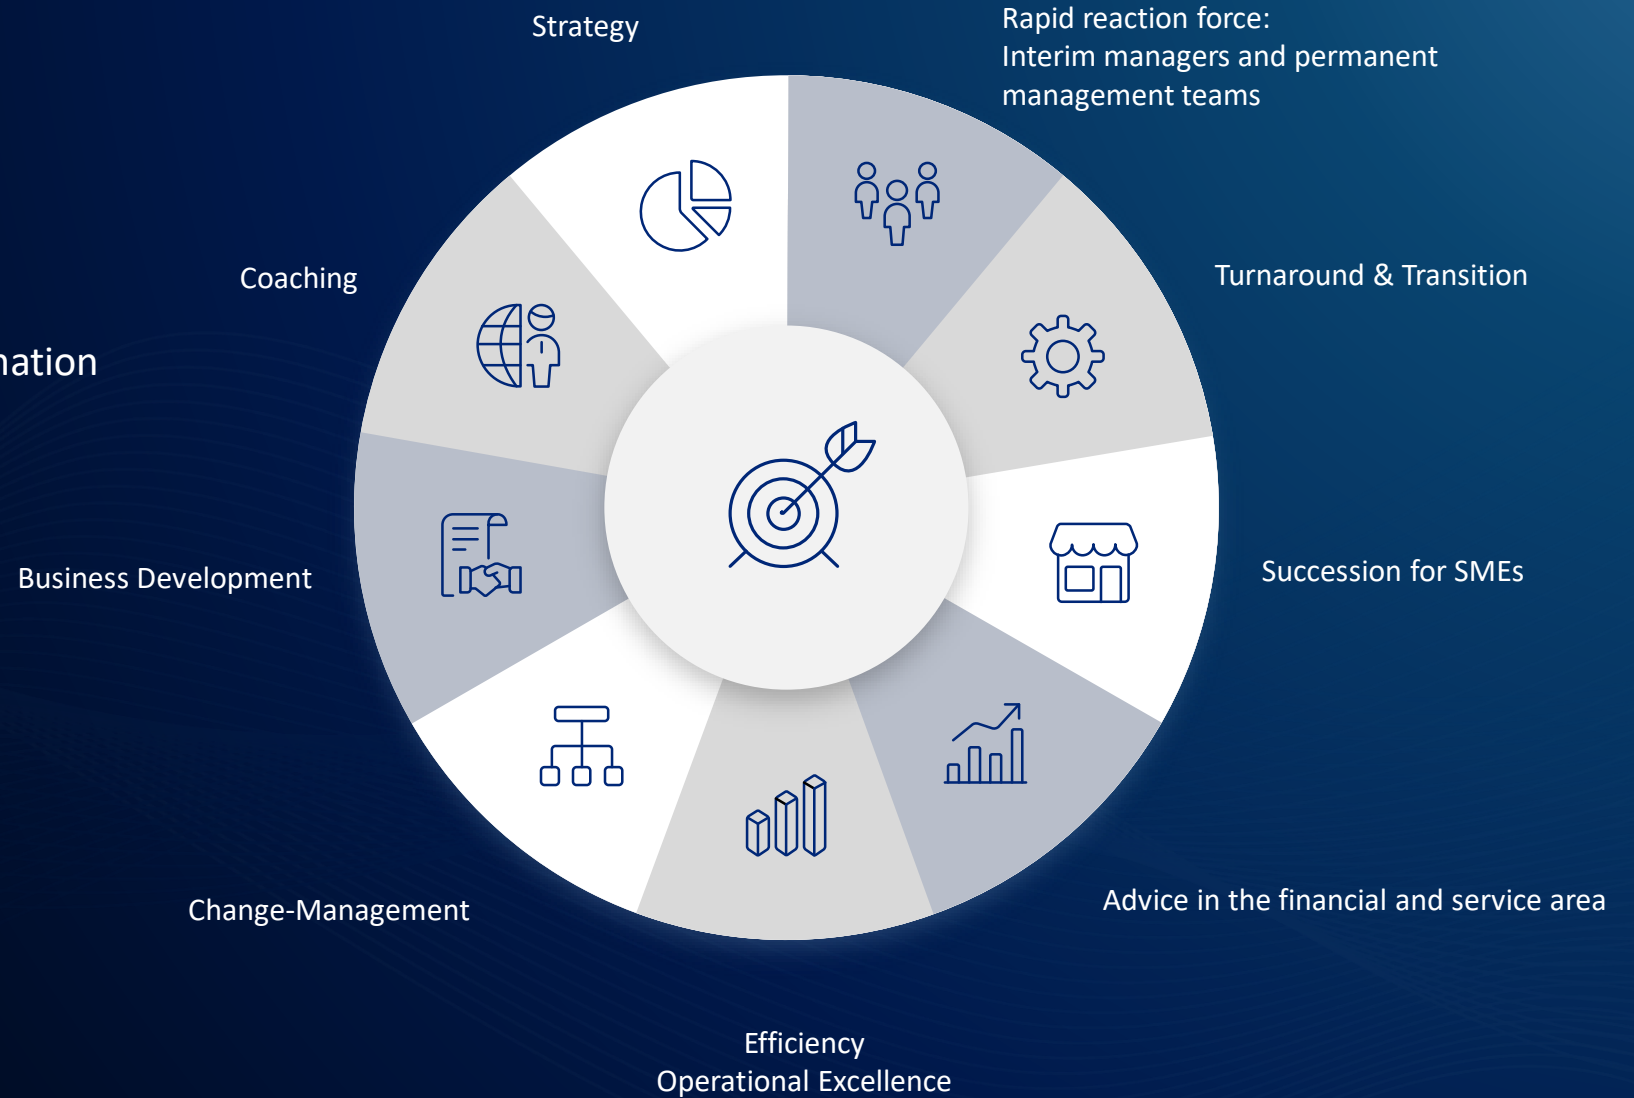 Strategy
Rapid reaction force:
Interim managers and permanent
management teams
Coaching
Turnaround & Transition
Business Development
Succession for SMEs
Change-Management
Advice in the financial and service area
Efficiency
Operational Excellence